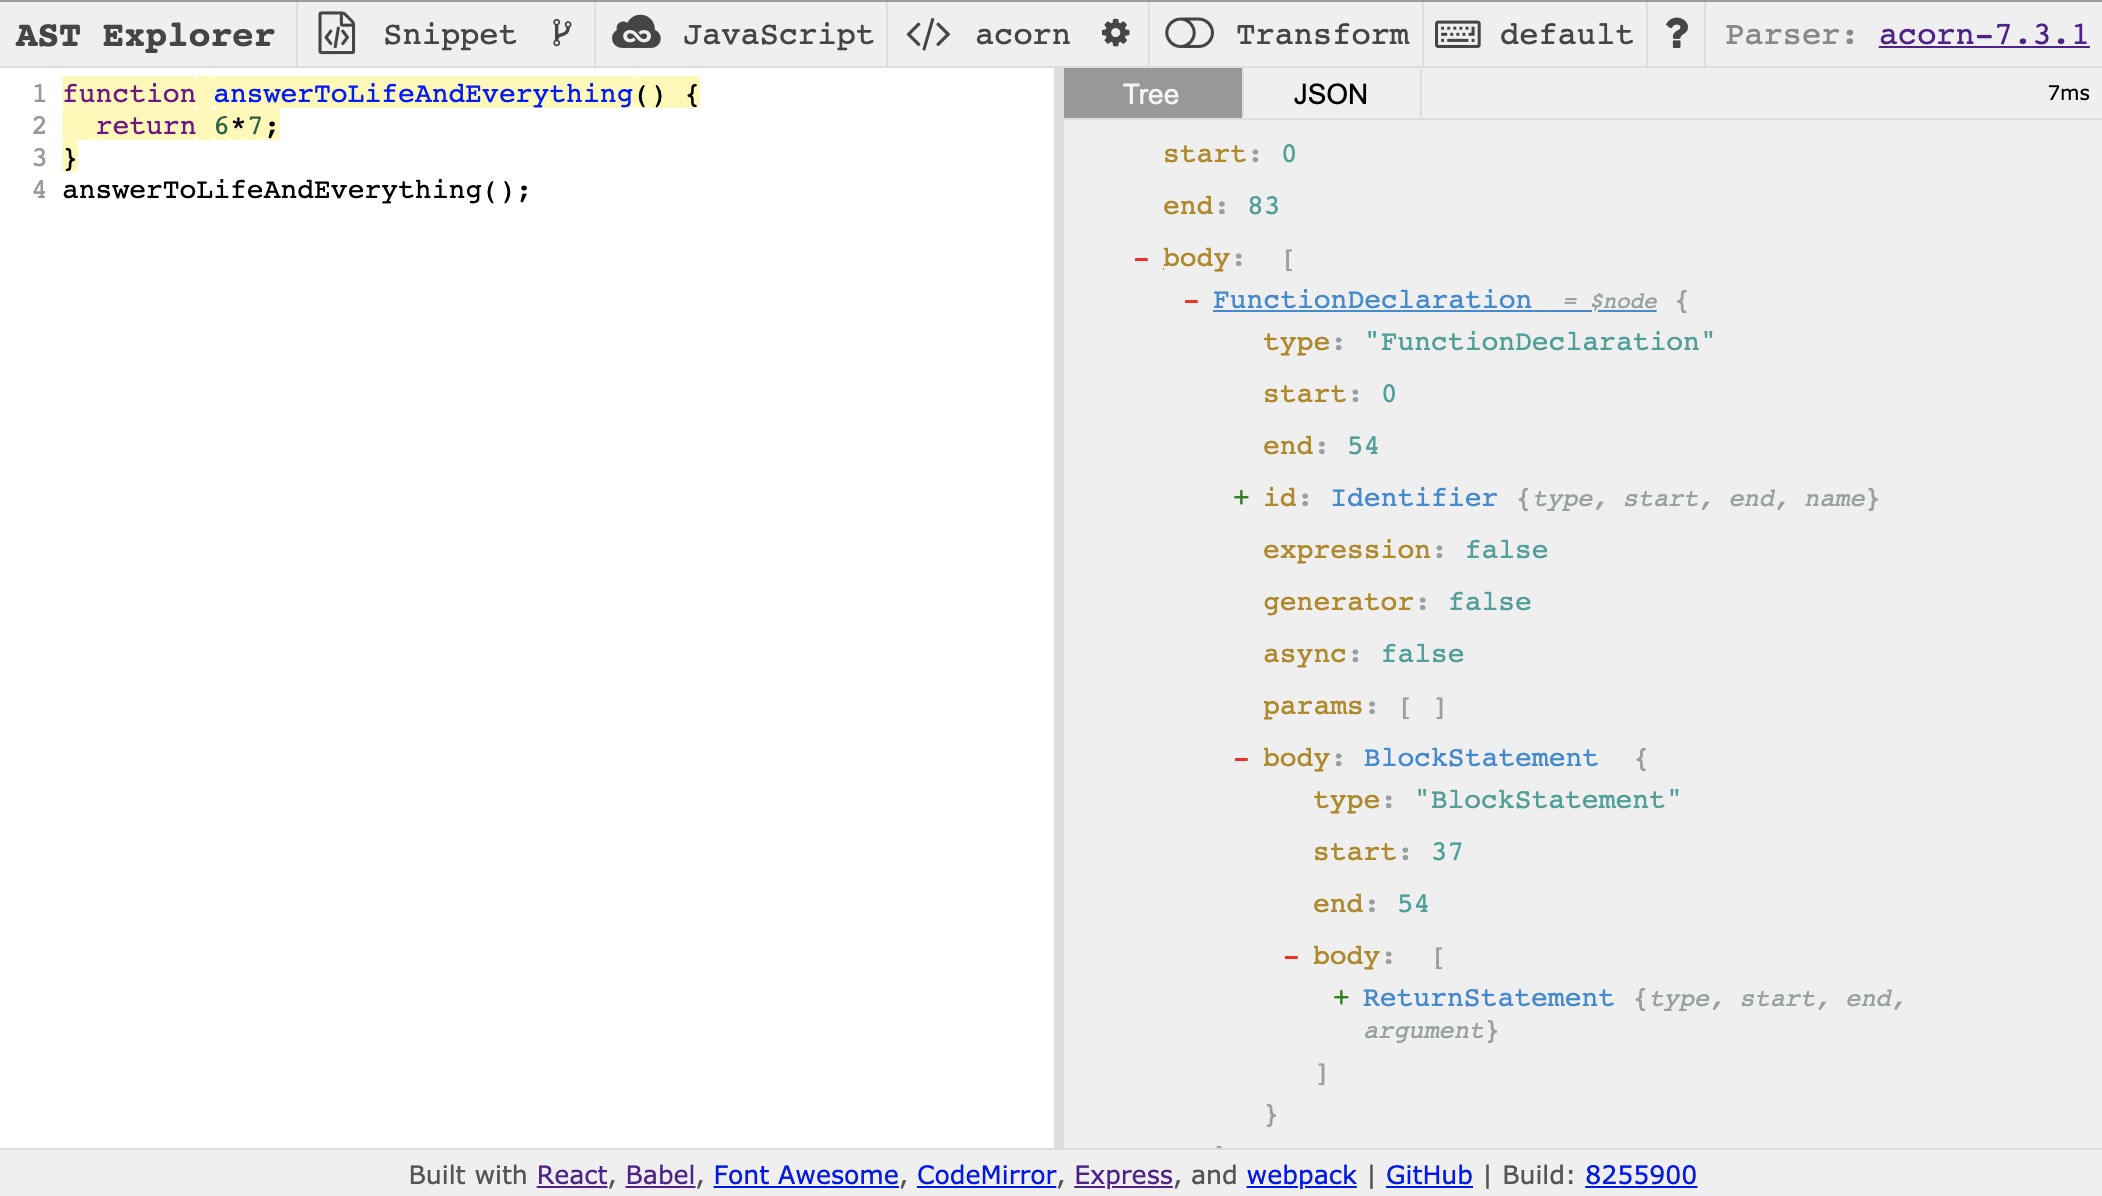 AST Explorer Snippet JavaScript </> acorn Transform default ? Parser: acorn-7.3.1
1 function answerToLifeAndEverything() {
2   return 6*7;
3 }
4 answerToLifeAndEverything();
Tree JSON 7ms
start: 0
end: 83
- body: [
- FunctionDeclaration = $node {
type: "FunctionDeclaration"
start: 0
end: 54
+ id: Identifier {type, start, end, name}
expression: false
generator: false
async: false
params: [ ]
- body: BlockStatement {
type: "BlockStatement"
start: 37
end: 54
- body: [
+ ReturnStatement {type, start, end,
argument}
]
}
Built with React, Babel, Font Awesome, CodeMirror, Express, and webpack | GitHub | Build: 8255900